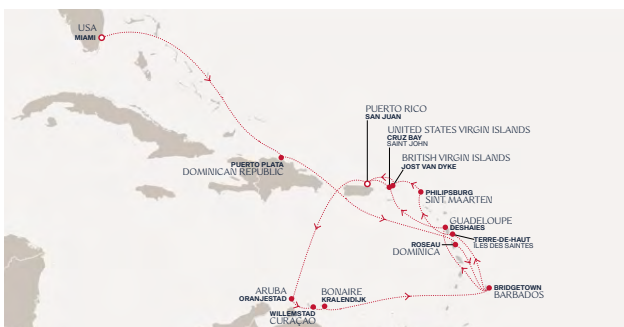 USA
MIAMI
PUERTO PLATA
DOMINICAN REPUBLIC
PUERTO RICO
SAN JUAN
UNITED STATES VIRGIN ISLANDS
CRUZ BAY
SAINT JOHN
BRITISH VIRGIN ISLANDS
JOST VAN DYKE
PHILIPSBURG
SINT MAARTEN
GUADELOUPE
DESHAIES
TERRE-DE-HAUT
ÎLES DES SAINTES
ROSEAU
DOMINICA
BRIDGETOWN
BARBADOS
ARUBA
ORANJESTAD
BONAIRE
KRALENDIJK
WILLEMSTAD
CURAÇAO